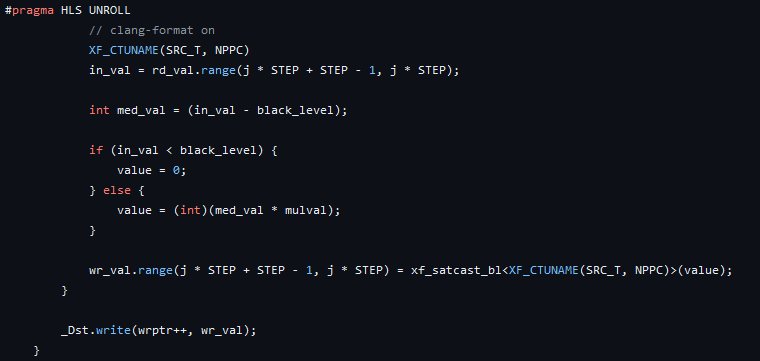 #pragma HLS UNROLL
            // clang-format on
            XF_CTUNAME(SRC_T, NPPC)
            in_val = rd_val.range(j * STEP + STEP - 1, j * STEP);

            int med_val = (in_val - black_level);

            if (in_val < black_level) {
                value = 0;
            } else {
                value = (int)(med_val * mulval);
            }

            wr_val.range(j * STEP + STEP - 1, j * STEP) = xf_satcast_bl<XF_CTUNAME(SRC_T, NPPC)>(value);
        }

        _Dst.write(wrptr++, wr_val);
    }